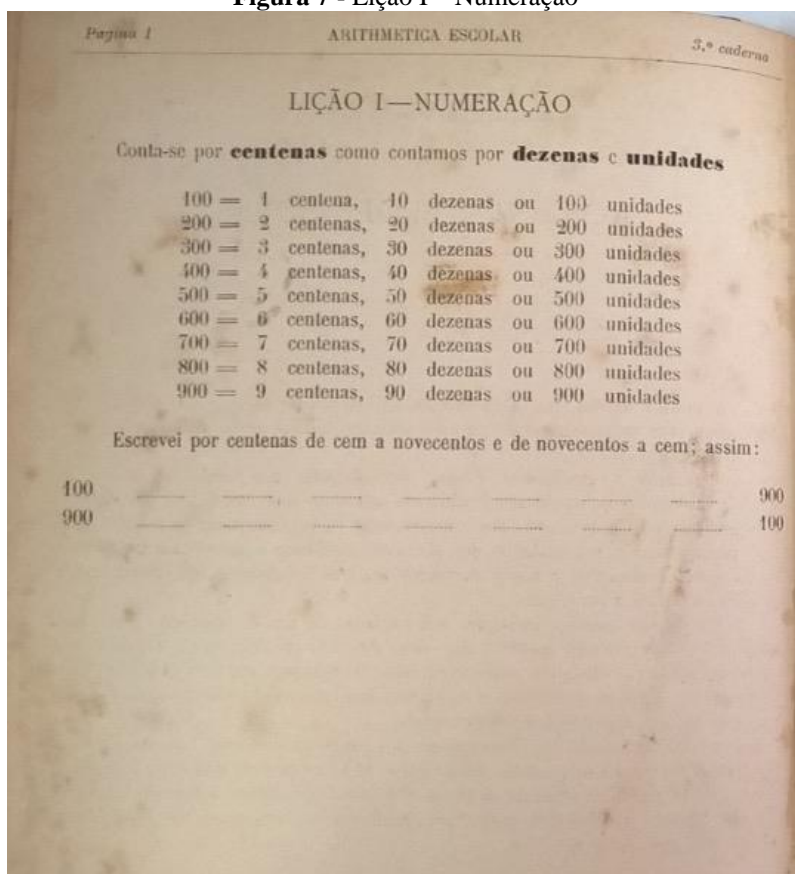 Figura 7 - Lição I – Numeração
Pagina 1 ARITHMETICA ESCOLAR 3.º caderno
LIÇÃO I—NUMERAÇÃO
Conta-se por centenas como contamos por dezenas e unidades
100 = 1 centena, 10 dezenas ou 100 unidades
200 = 2 centenas, 20 dezenas ou 200 unidades
300 = 3 centenas, 30 dezenas ou 300 unidades
400 = 4 centenas, 40 dezenas ou 400 unidades
500 = 5 centenas, 50 dezenas ou 500 unidades
600 = 6 centenas, 60 dezenas ou 600 unidades
700 = 7 centenas, 70 dezenas ou 700 unidades
800 = 8 centenas, 80 dezenas ou 800 unidades
900 = 9 centenas, 90 dezenas ou 900 unidades
Escrevei por centenas de cem a novecentos e de novecentos a cem; assim:
100 ........ ........ ........ ........ ........ ........ ........ 900
900 ........ ........ ........ ........ ........ ........ ........ 100